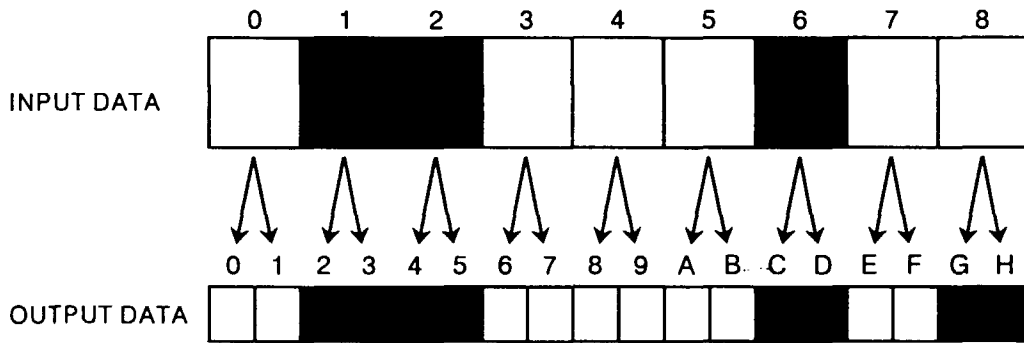 0 1 2 3 4 5 6 7 8
INPUT DATA
0 1 2 3 4 5 6 7 8 9 A B C D E F G H
OUTPUT DATA